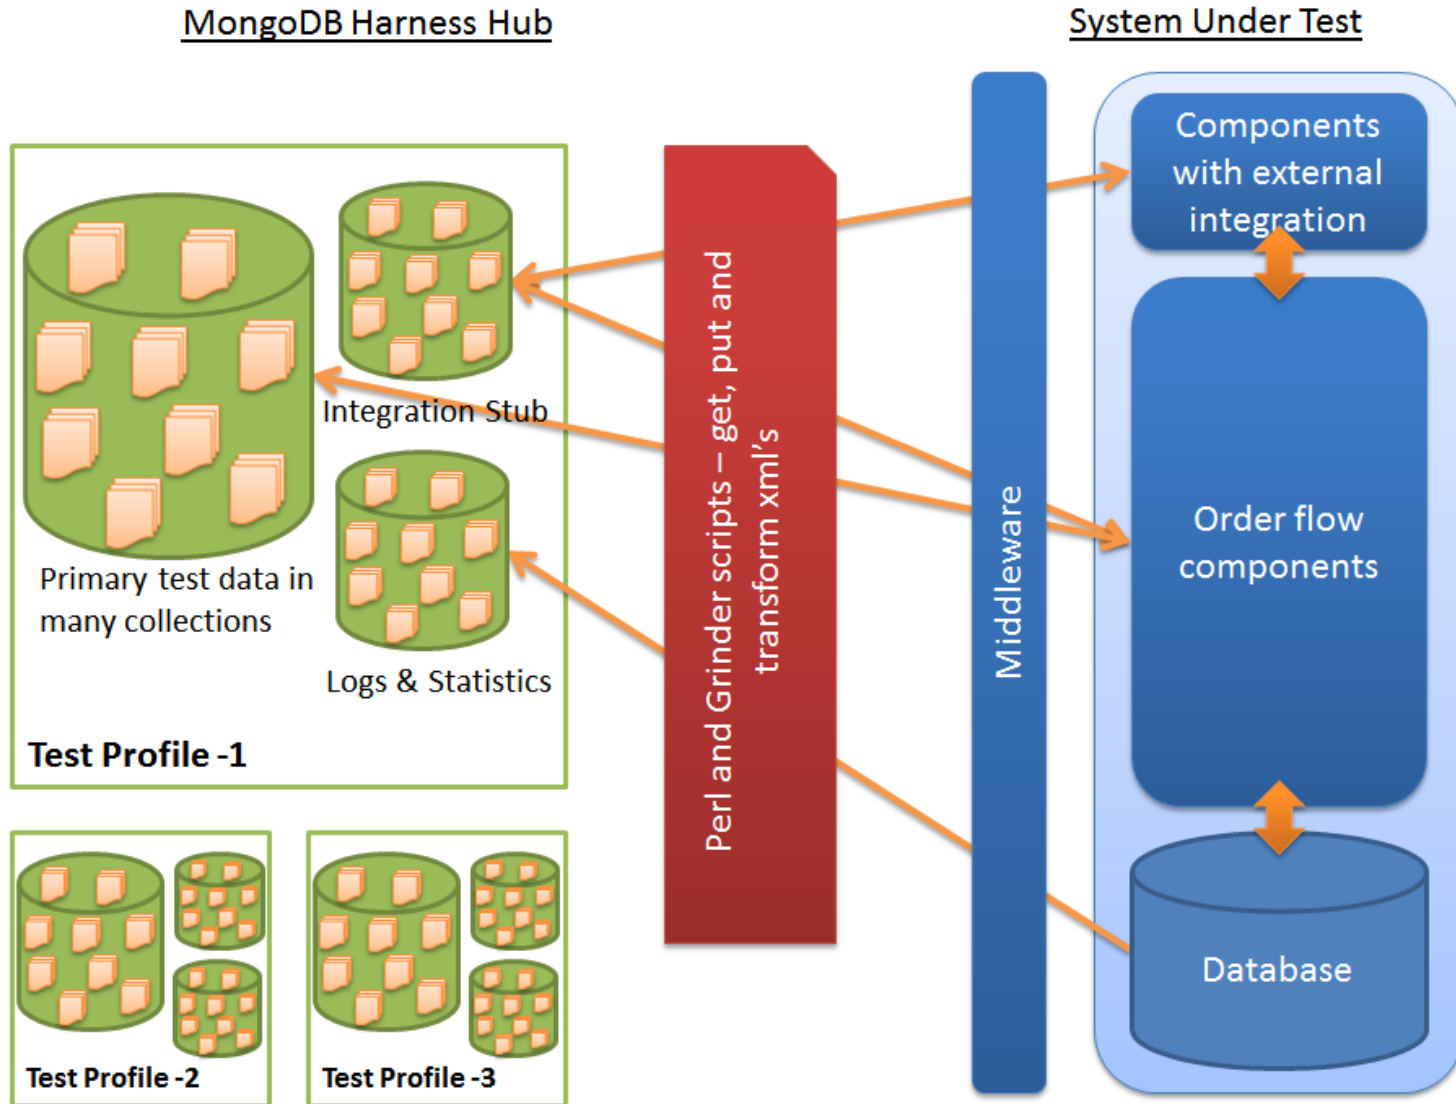 MongoDB Harness Hub
System Under Test
Integration Stub
Primary test data in
many collections
Logs & Statistics
Test Profile -1
Test Profile -2
Test Profile -3
Perl and Grinder scripts – get, put and
transform xml's
Middleware
Components
with external
integration
Order flow
components
Database